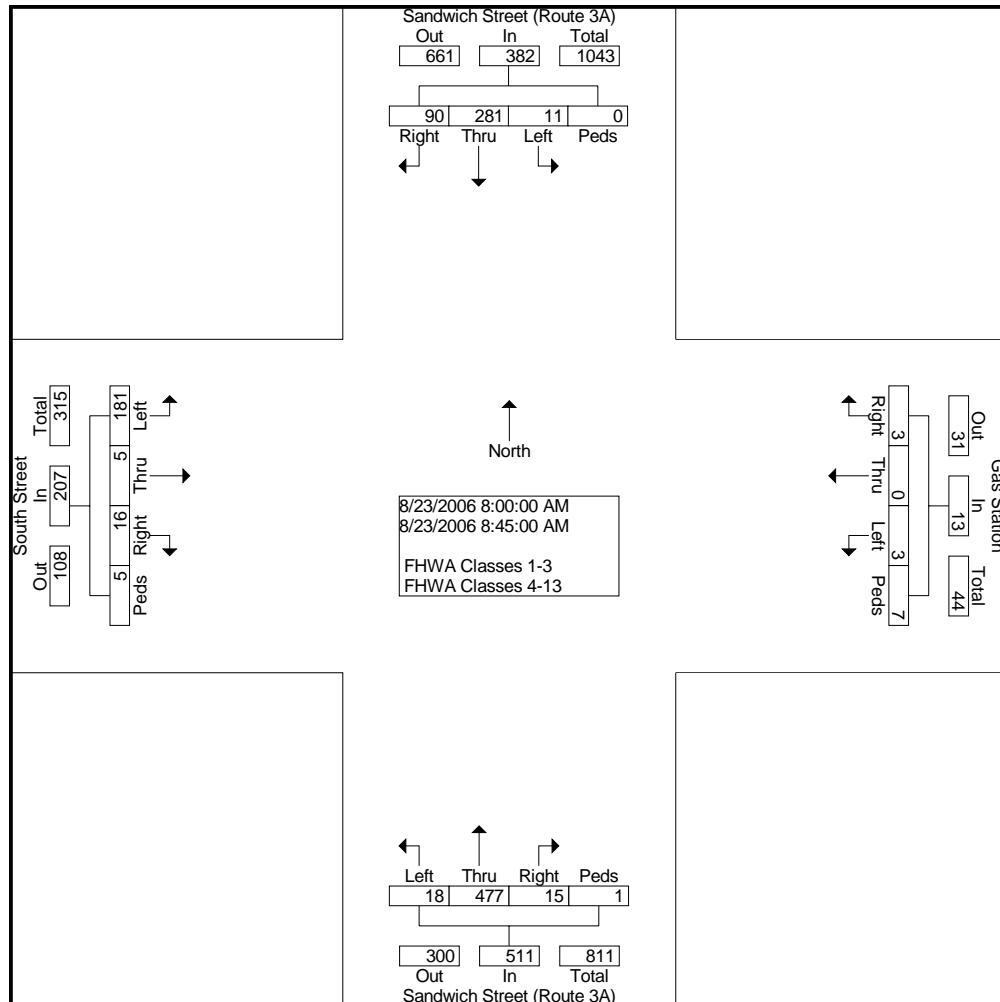 Sandwich Street (Route 3A)
Out In Total
661 382 1043
90 281 11 0
Right Thru Left Peds
South Street
Total In Out
315 207 108
181 5 16 5
Left Thru Right Peds
North
8/23/2006 8:00:00 AM
8/23/2006 8:45:00 AM
FHWA Classes 1-3
FHWA Classes 4-13
Right Thru Left Peds
3 0 3 7
Out In Total
31 13 44
Gas Station
Left Thru Right Peds
18 477 15 1
300 511 811
Out In Total
Sandwich Street (Route 3A)